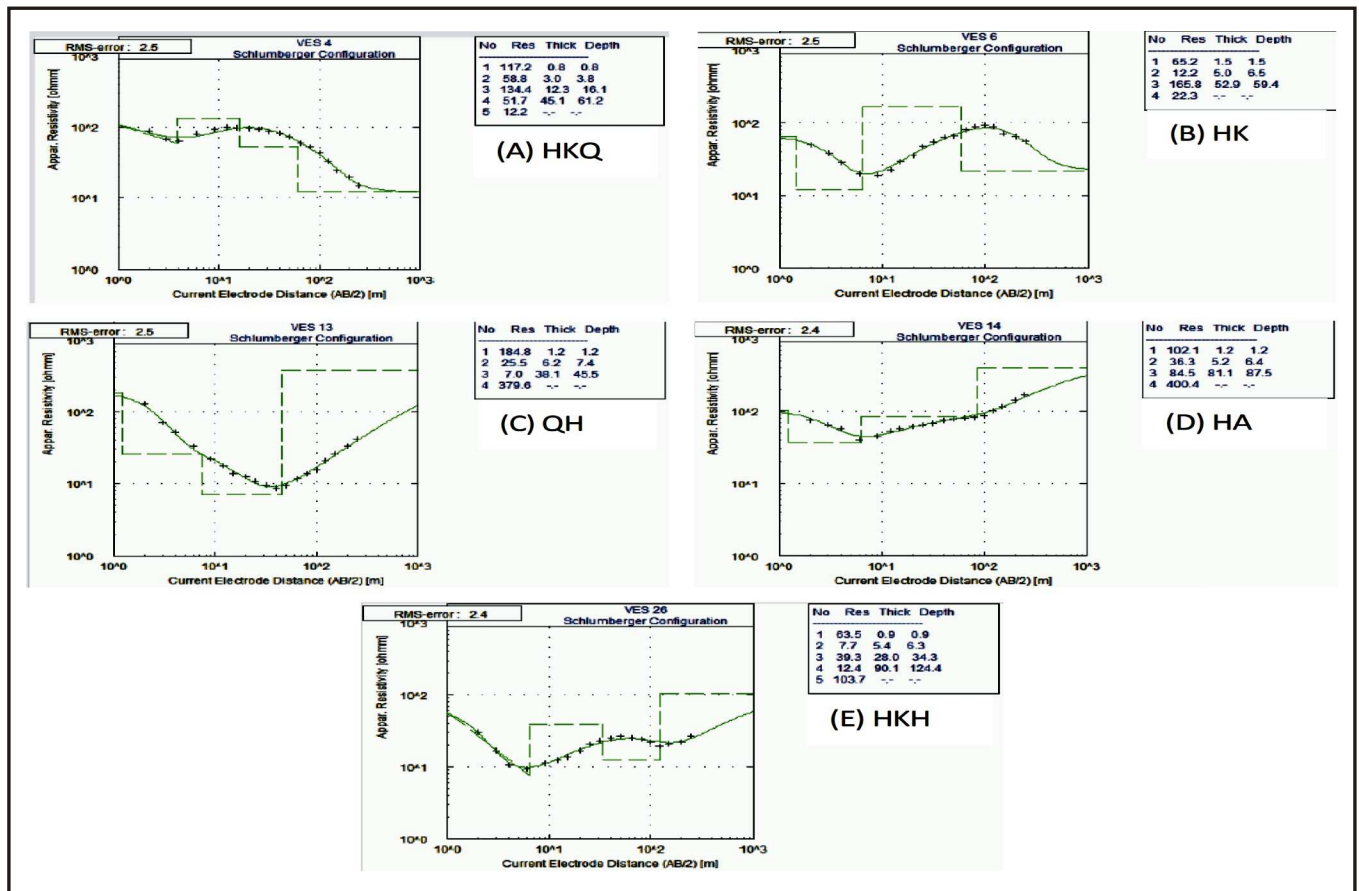 RMS-error : 2.5
VES 4
Schlumberger Configuration
10^3
10^2
10^1
10^0
Appar. Resistivity [ohmm]
10^0 10^1 10^2 10^3
Current Electrode Distance (AB/2) [m]
No Res Thick Depth
1 117.2 0.8 0.8
2 58.8 3.0 3.8
3 134.4 12.3 16.1
4 51.7 45.1 61.2
5 12.2 -.- -.-
(A) HKQ
RMS-error : 2.5
VES 6
Schlumberger Configuration
10^3
10^2
10^1
10^0
Appar. Resistivity [ohmm]
10^0 10^1 10^2 10^3
Current Electrode Distance (AB/2) [m]
No Res Thick Depth
1 65.2 1.5 1.5
2 12.2 5.0 6.5
3 165.8 52.9 59.4
4 22.3 -.- -.-
(B) HK
RMS-error : 2.5
VES 13
Schlumberger Configuration
10^3
10^2
10^1
10^0
Appar. Resistivity [ohmm]
10^0 10^1 10^2 10^3
Current Electrode Distance (AB/2) [m]
No Res Thick Depth
1 184.8 1.2 1.2
2 25.5 6.2 7.4
3 7.0 38.1 45.5
4 379.6 -.- -.-
(C) QH
RMS-error : 2.4
VES 14
Schlumberger Configuration
10^3
10^2
10^1
10^0
Appar. Resistivity [ohmm]
10^0 10^1 10^2 10^3
Current Electrode Distance (AB/2) [m]
No Res Thick Depth
1 102.1 1.2 1.2
2 36.3 5.2 6.4
3 84.5 81.1 87.5
4 400.4 -.- -.-
(D) HA
RMS-error : 2.4
VES 26
Schlumberger Configuration
10^3
10^2
10^1
10^0
Appar. Resistivity [ohmm]
10^0 10^1 10^2 10^3
Current Electrode Distance (AB/2) [m]
No Res Thick Depth
1 63.5 0.9 0.9
2 7.7 5.4 6.3
3 39.3 28.0 34.3
4 12.4 90.1 124.4
5 103.7 -.- -.-
(E) HKH